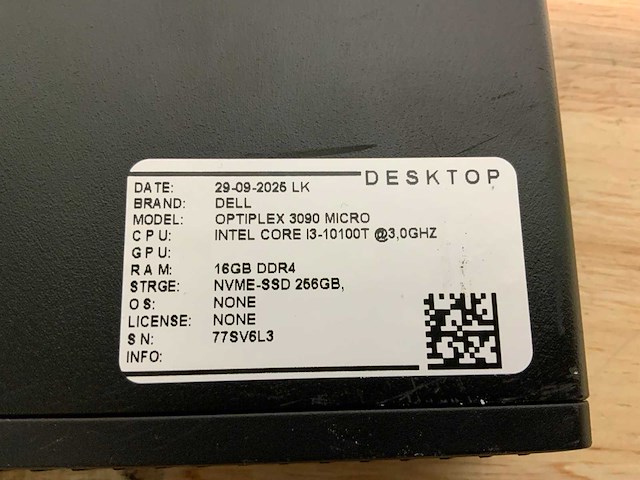 DESKTOP
DATE: 29-09-2025 LK
BRAND: DELL
MODEL: OPTIPLEX 3090 MICRO
CPU: INTEL CORE I3-10100T @3,0GHZ
GPU:
RAM: 16GB DDR4
STRGE: NVME-SSD 256GB,
OS: NONE
LICENSE: NONE
SN: 77SV6L3
INFO: